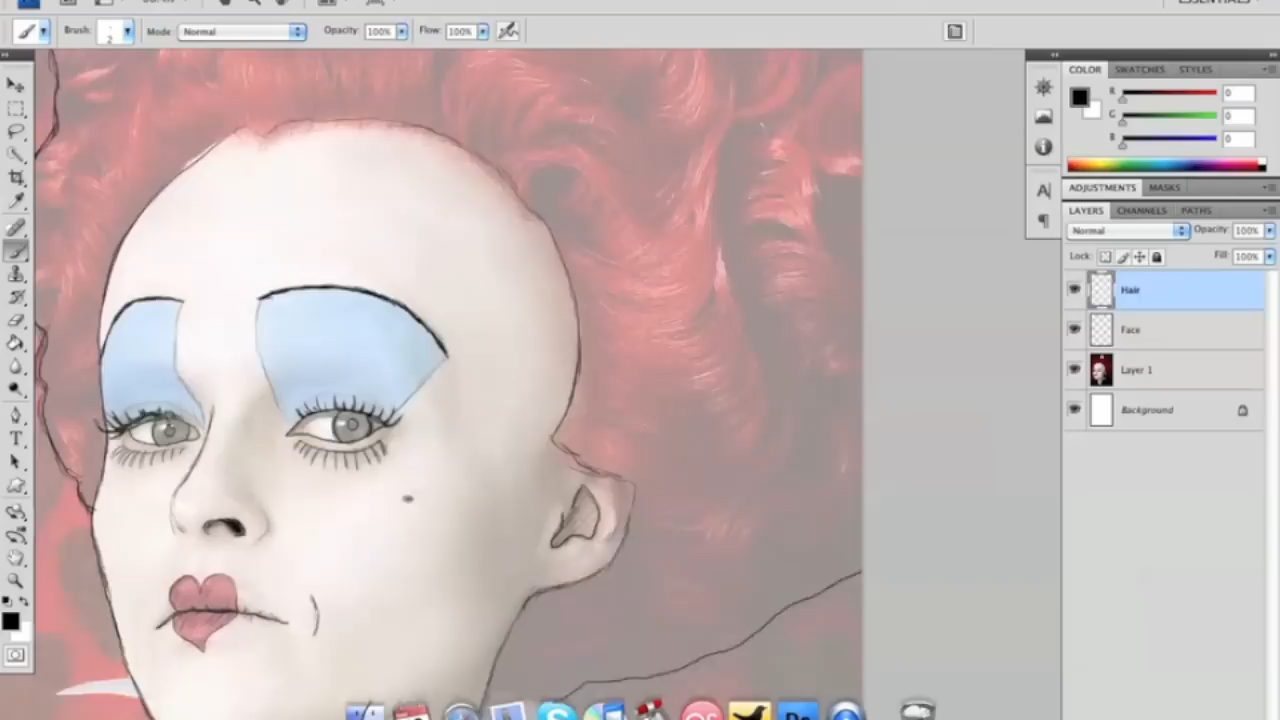 Brush:
2
Mode:
Normal
Opacity: 100%
Flow: 100%
COLOR SWATCHES STYLES
R 0
G 0
B 0
ADJUSTMENTS MASKS
LAYERS CHANNELS PATHS
Normal
Opacity: 100%
Lock:
Fill: 100%
Hair
Face
Layer 1
Background